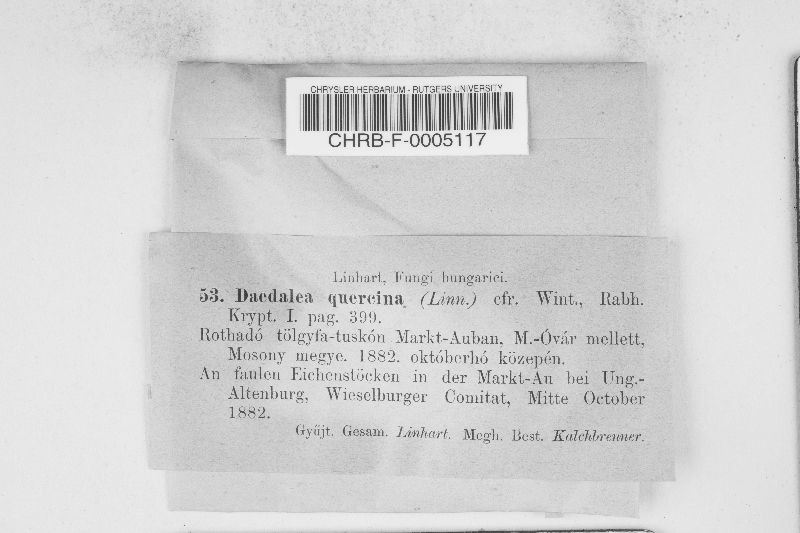 CHRYSLER HERBARIUM - RUTGERS UNIVERSITY
CHRB-F-0005117
Linhart, Fungi hungarici.
53. Daedalea quercina (Linn.) cfr. Wint., Rabh.
Krypt. I. pag. 399.
Rothadó tölgyfa-tuskón Markt-Auban, M.-Óvár mellett,
Mosony megye. 1882. októberhó közepén.
An faulen Eichenstöcken in der Markt-Au bei Ung.-
Altenburg, Wieselburger Comitat, Mitte October
1882.
Gyűjt. Gesam. Linhart. Megh. Best. Kalchbrenner.